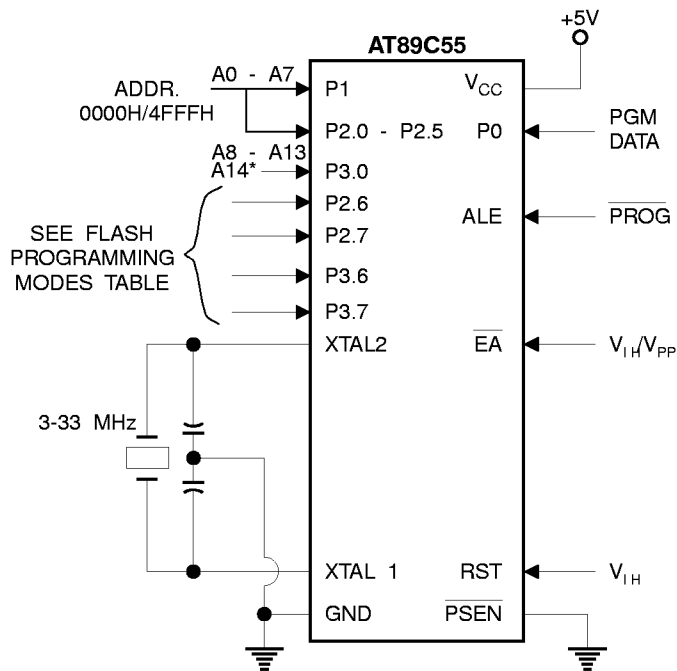 +5V
AT89C55
A0 - A7
ADDR.
0000H/4FFFH
P1
VCC
P2.0 - P2.5
P0
PGM
DATA
A8 - A13
A14*
P3.0
P2.6
ALE
PROG
SEE FLASH
PROGRAMMING
MODES TABLE
P2.7
P3.6
P3.7
XTAL2
EA
VIH/VPP
3-33 MHz
XTAL 1
RST
VIH
GND
PSEN